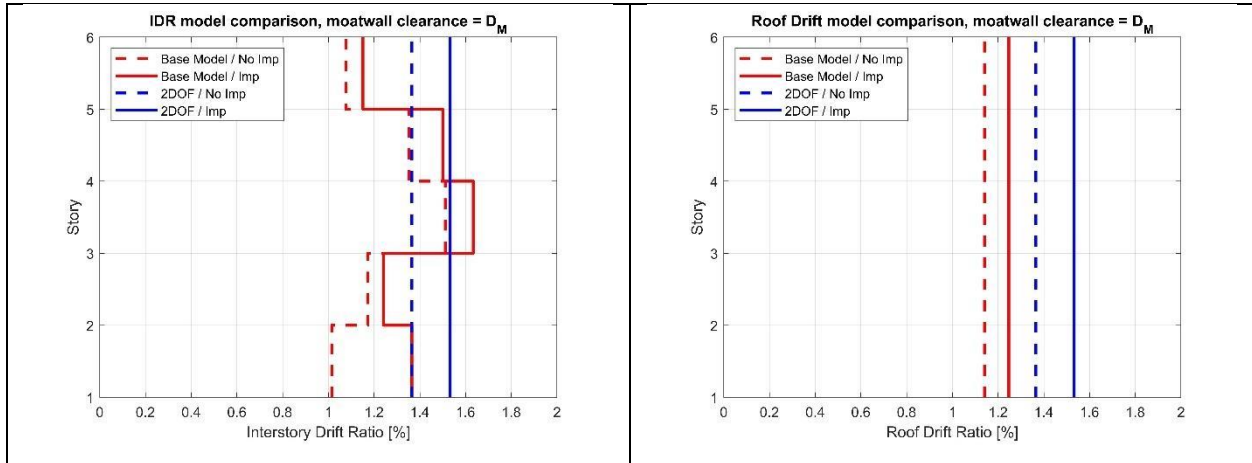 IDR model comparison, moatwall clearance = D_M
Base Model / No Imp
Base Model / Imp
2DOF / No Imp
2DOF / Imp
6
5
4
3
2
1
Story
0 0.2 0.4 0.6 0.8 1 1.2 1.4 1.6 1.8 2
Interstory Drift Ratio [%]
Roof Drift model comparison, moatwall clearance = D_M
Base Model / No Imp
Base Model / Imp
2DOF / No Imp
2DOF / Imp
6
5
4
3
2
1
Story
0 0.2 0.4 0.6 0.8 1 1.2 1.4 1.6 1.8 2
Roof Drift Ratio [%]